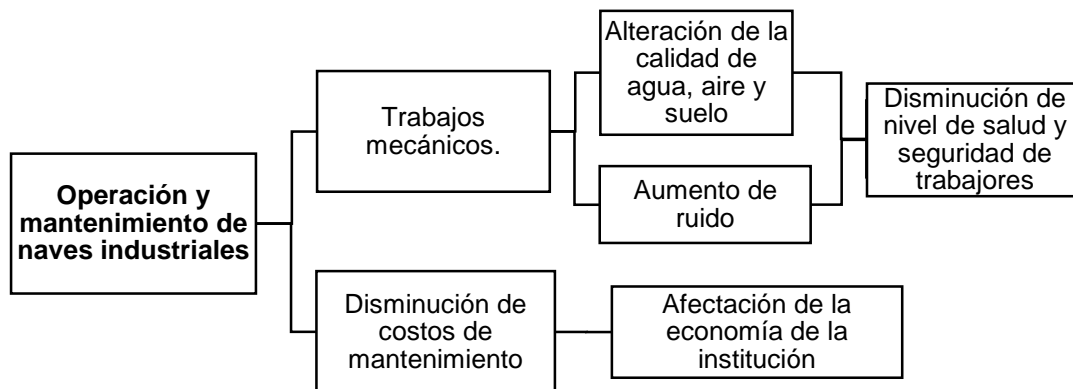 Operación y
mantenimiento de
naves industriales
Trabajos
mecánicos.
Alteración de la
calidad de
agua, aire y
suelo
Aumento de
ruido
Disminución de
nivel de salud y
seguridad de
trabajadores
Disminución de
costos de
mantenimiento
Afectación de la
economía de la
institución